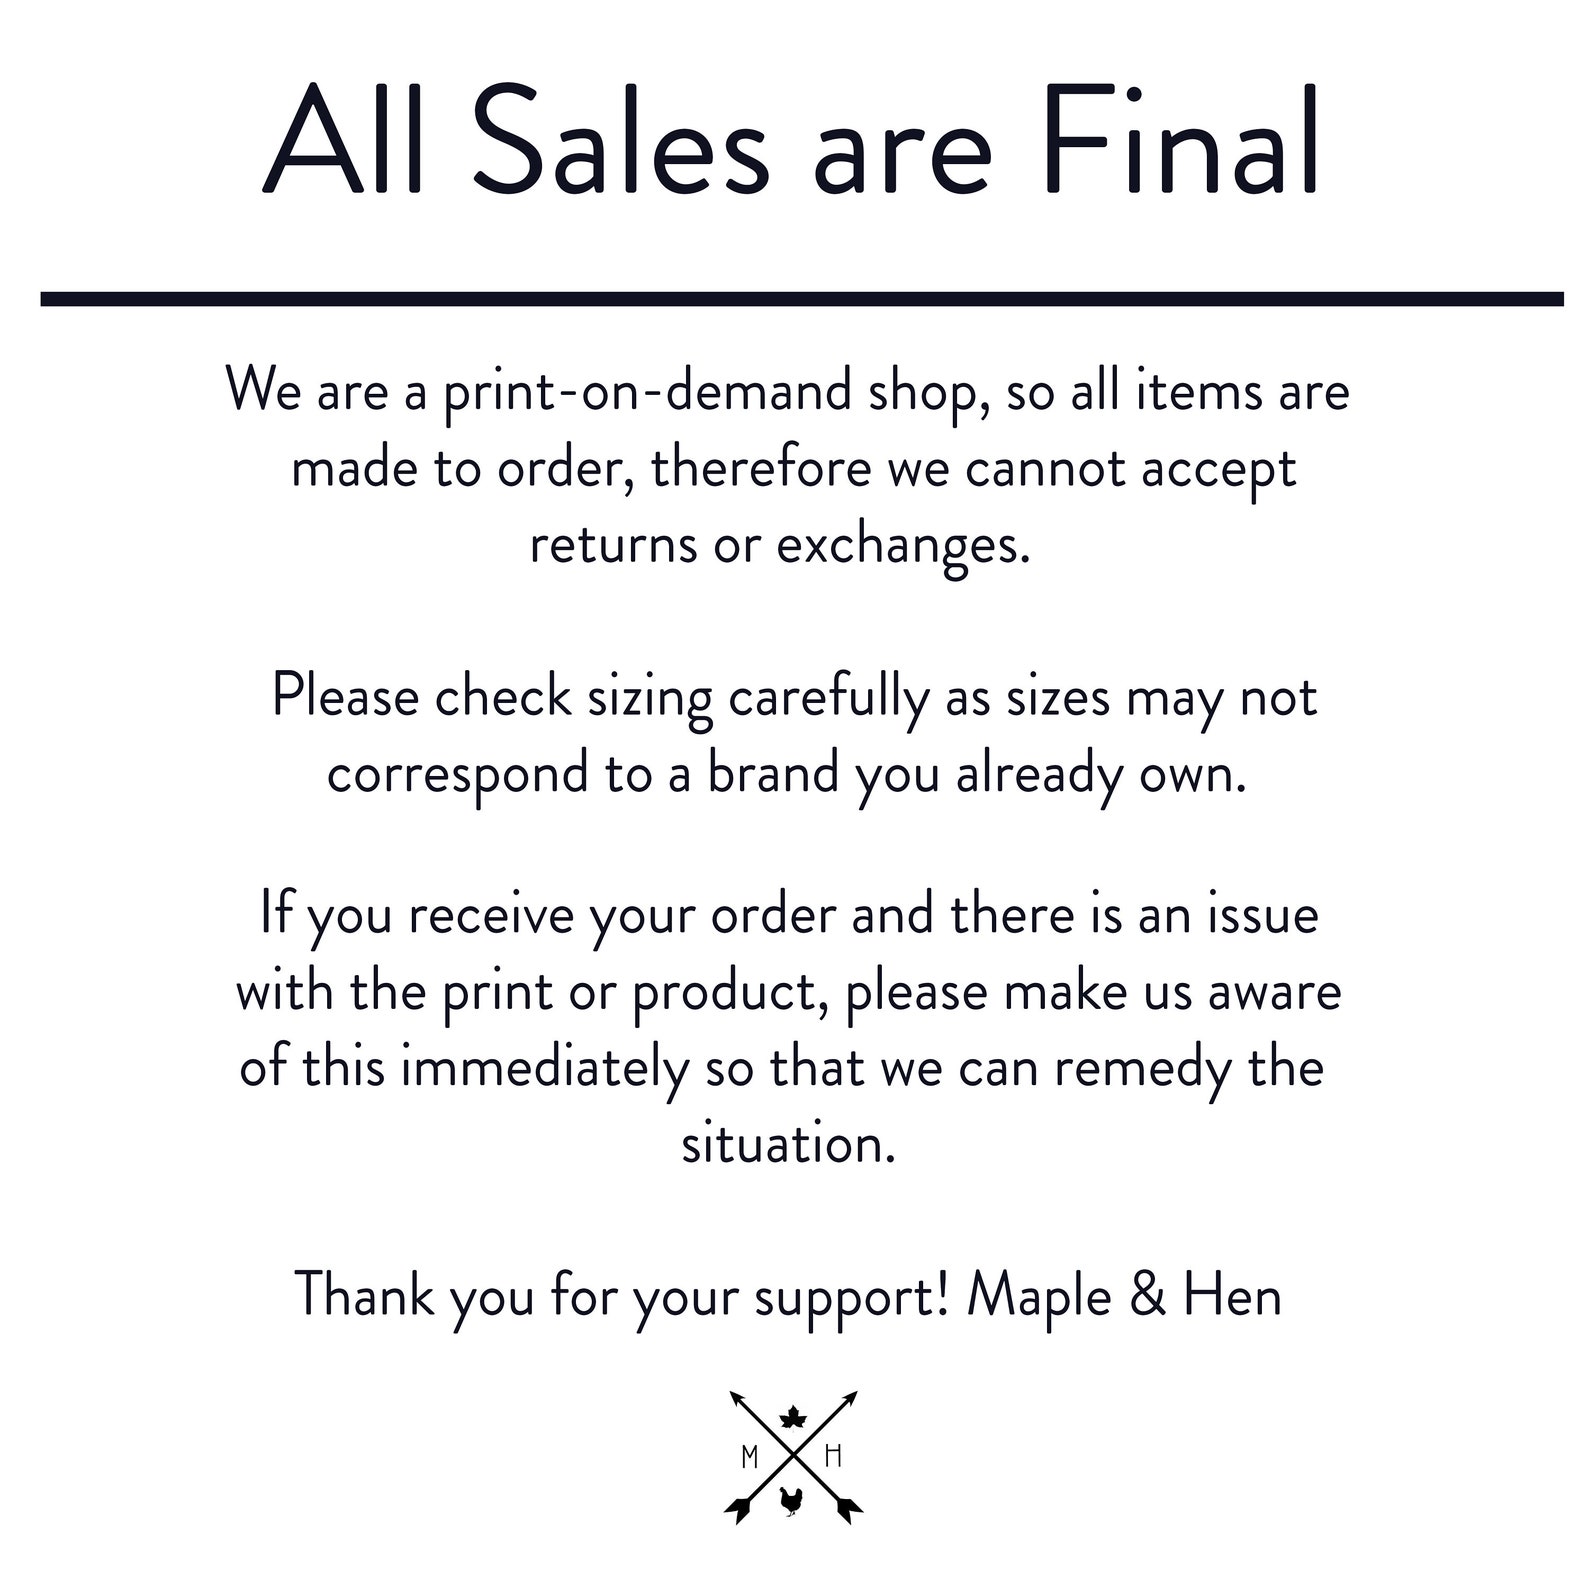 All Sales are Final
We are a print-on-demand shop, so all items are
made to order, therefore we cannot accept
returns or exchanges.
Please check sizing carefully as sizes may not
correspond to a brand you already own.
If you receive your order and there is an issue
with the print or product, please make us aware
of this immediately so that we can remedy the
situation.
Thank you for your support! Maple & Hen
M H